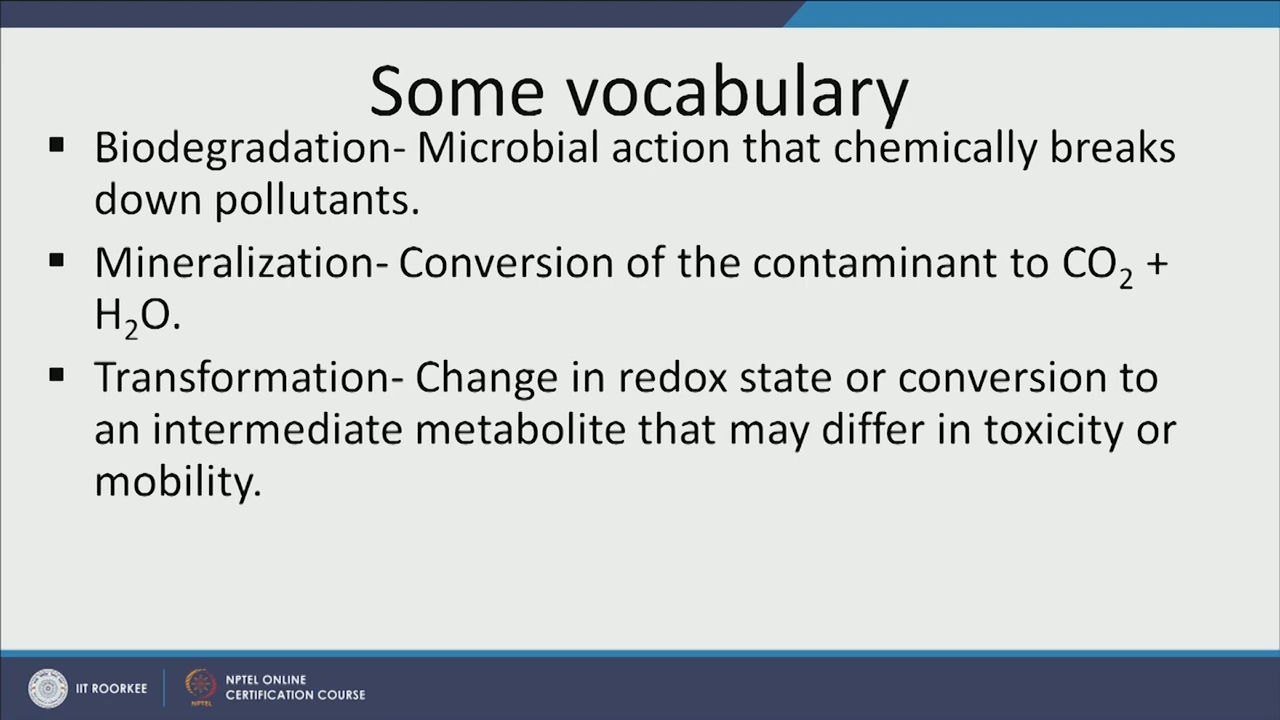 Some vocabulary
▪ Biodegradation- Microbial action that chemically breaks
down pollutants.
▪ Mineralization- Conversion of the contaminant to CO₂ +
H₂O.
▪ Transformation- Change in redox state or conversion to
an intermediate metabolite that may differ in toxicity or
mobility.
IIT ROORKEE
NPTEL
NPTEL ONLINE
CERTIFICATION COURSE